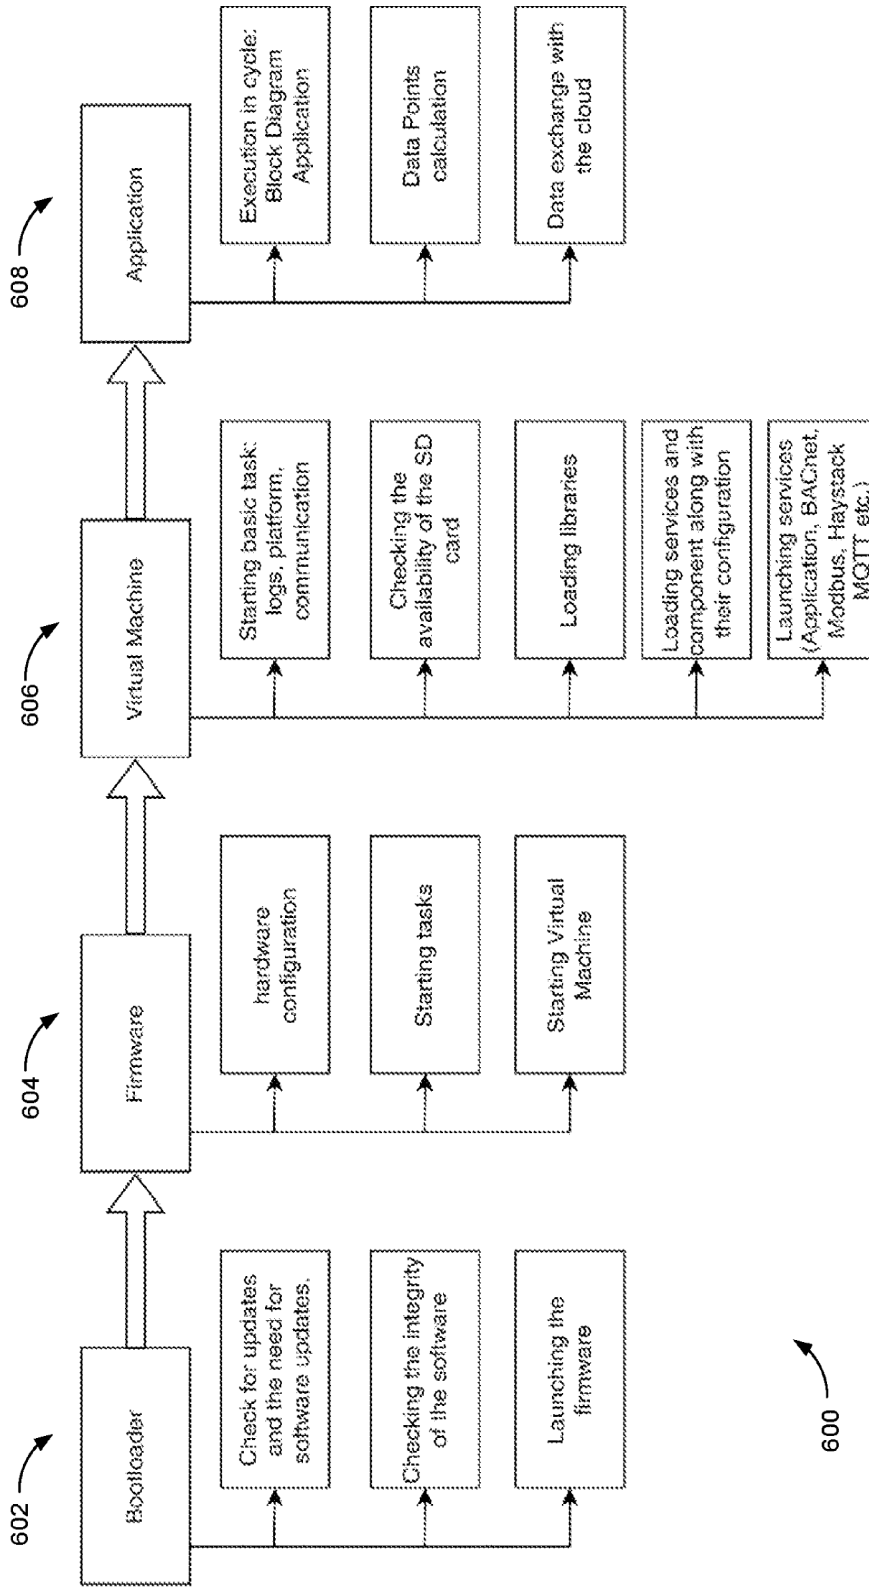 602
Bootloader
Check for updates
and the need for
software updates.
Checking the integrity
of the software
Launching the
firmware
604
Firmware
hardware
configuration
Starting tasks
Starting Virtual
Machine
606
Virtual Machine
Starting basic task:
logs, platform,
communication
Checking the
availability of the SD
card
Loading libraries
Loading services and
component along with
their configuration
Launching services
(Application, BACnet,
Modbus, Haystack
MQTT etc.)
608
Application
Execution in cycle:
Block Diagram
Application
Data Points
calculation
Data exchange with
the cloud
600